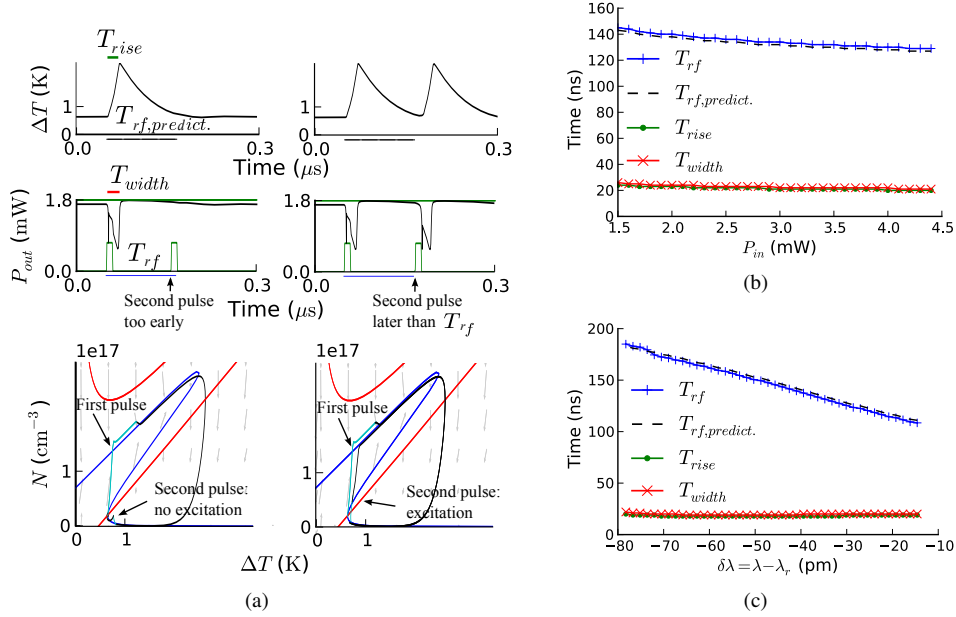 T_rise
ΔT (K)
1
0
T_rf,predict.
0.0
0.3
Time (μs)
0.0
0.3
Time (μs)
T_width
P_out (mW)
1.8
0.0
T_rf
0.0
0.3
Time (μs)
Second pulse
too early
1.8
0.0
0.0
0.3
Time (μs)
Second pulse
later than T_rf
1e17
N (cm⁻³)
1
0
First pulse
Second pulse:
no excitation
1
1e17
1
0
First pulse
Second pulse:
excitation
1
ΔT (K)
(a)
160
140
120
100
80
60
40
20
0
Time (ns)
T_rf
T_rf,predict.
T_rise
T_width
1.5
2.0
2.5
3.0
3.5
4.0
4.5
P_in (mW)
(b)
200
150
100
50
0
Time (ns)
T_rf
T_rf,predict.
T_rise
T_width
-80
-70
-60
-50
-40
-30
-20
-10
δλ=λ−λ_r (pm)
(c)